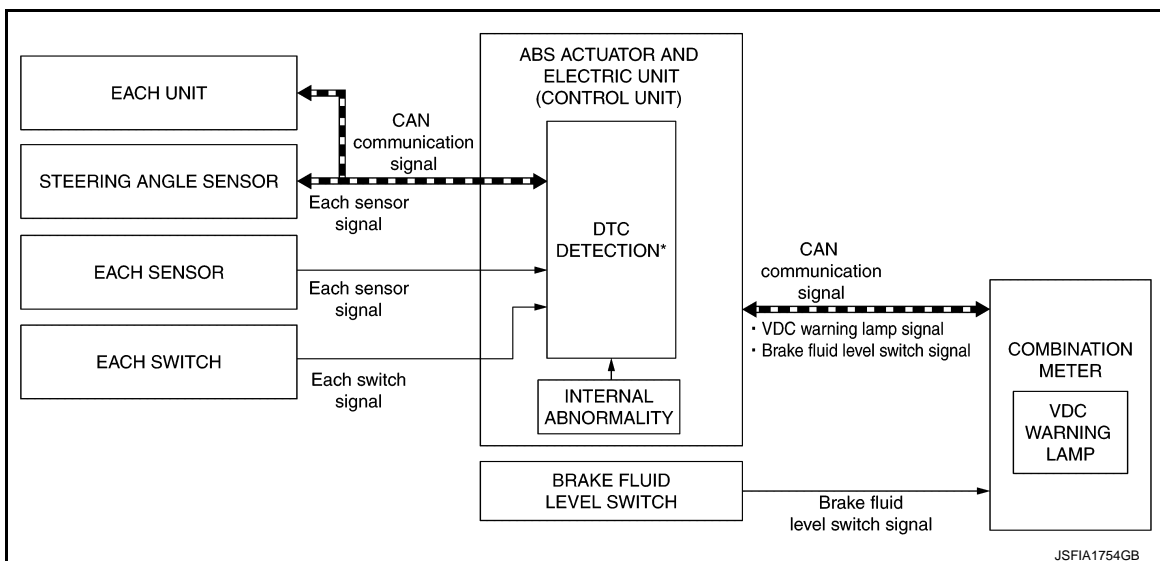 EACH UNIT
STEERING ANGLE SENSOR
EACH SENSOR
EACH SWITCH
CAN
communication
signal
Each sensor
signal
Each sensor
signal
Each switch
signal
ABS ACTUATOR AND
ELECTRIC UNIT
(CONTROL UNIT)
DTC
DETECTION*
INTERNAL
ABNORMALITY
BRAKE FLUID
LEVEL SWITCH
CAN
communication
signal
・VDC warning lamp signal
・Brake fluid level switch signal
Brake fluid
level switch signal
COMBINATION
METER
VDC
WARNING
LAMP
JSFIA1754GB